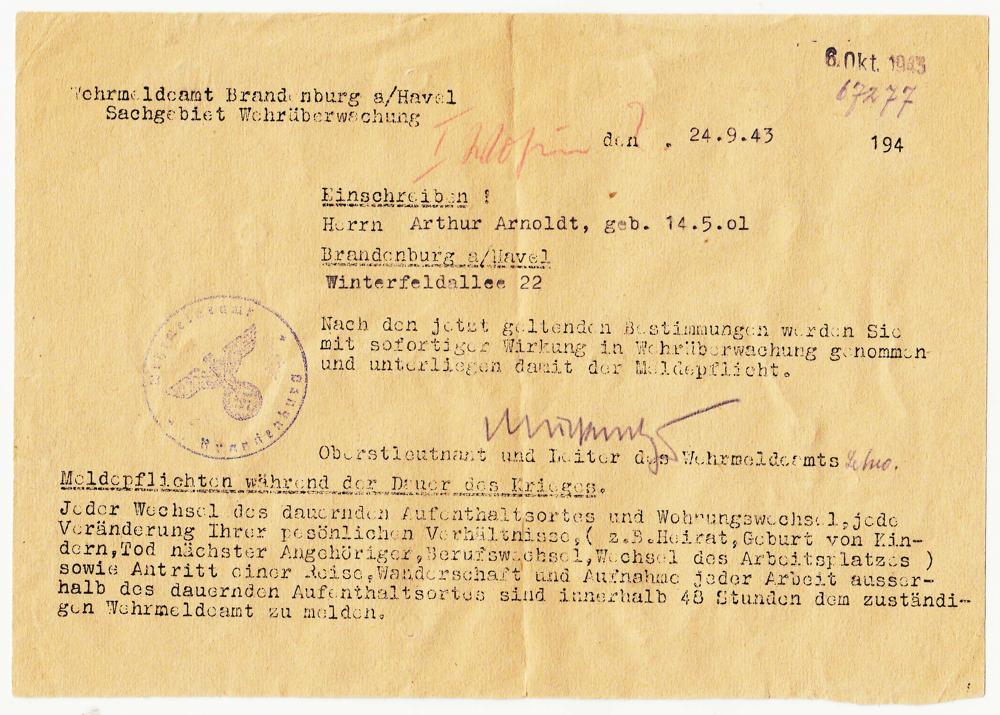 6. Okt. 1943
67277
Wehrmeldeamt Brandenburg a/Havel
Sachgebiet Wehrüberwachung
den . 24.9.43 194
Einschreiben !
Herrn Arthur Arnoldt, geb. 14.5.01
Brandenburg a/Havel
Winterfeldallee 22
Nach den jetzt geltenden Bestimmungen werden Sie
mit sofortiger Wirkung in Wehrüberwachung genommen
und unterliegen damit der Meldepflicht.
Wehrmeldeamt
Brandenburg
Oberstleutnant und Leiter des Wehrmeldeamts
Meldepflichten während der Dauer des Krieges.
Jeder Wechsel des dauernden Aufenthaltsortes und Wohnungswechsel,jede
Veränderung Ihrer pesönlichen Verhältnisse,( z.B.Heirat,Geburt von Kin-
dern,Tod nächster Angehöriger,Berufswechsel,Wechsel des Arbeitsplatzes )
sowie Antritt einer Reise,Wanderschaft und Aufnahme jeder Arbeit ausser-
halb des dauernden Aufenthaltsortes sind innerhalb 48 Stunden dem zuständi-
gen Wehrmeldeamt zu melden.